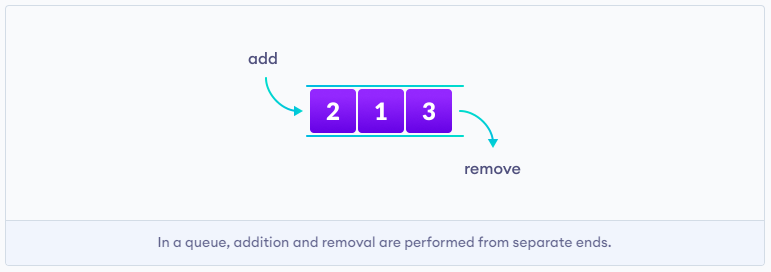 add
2 1 3
remove
In a queue, addition and removal are performed from separate ends.